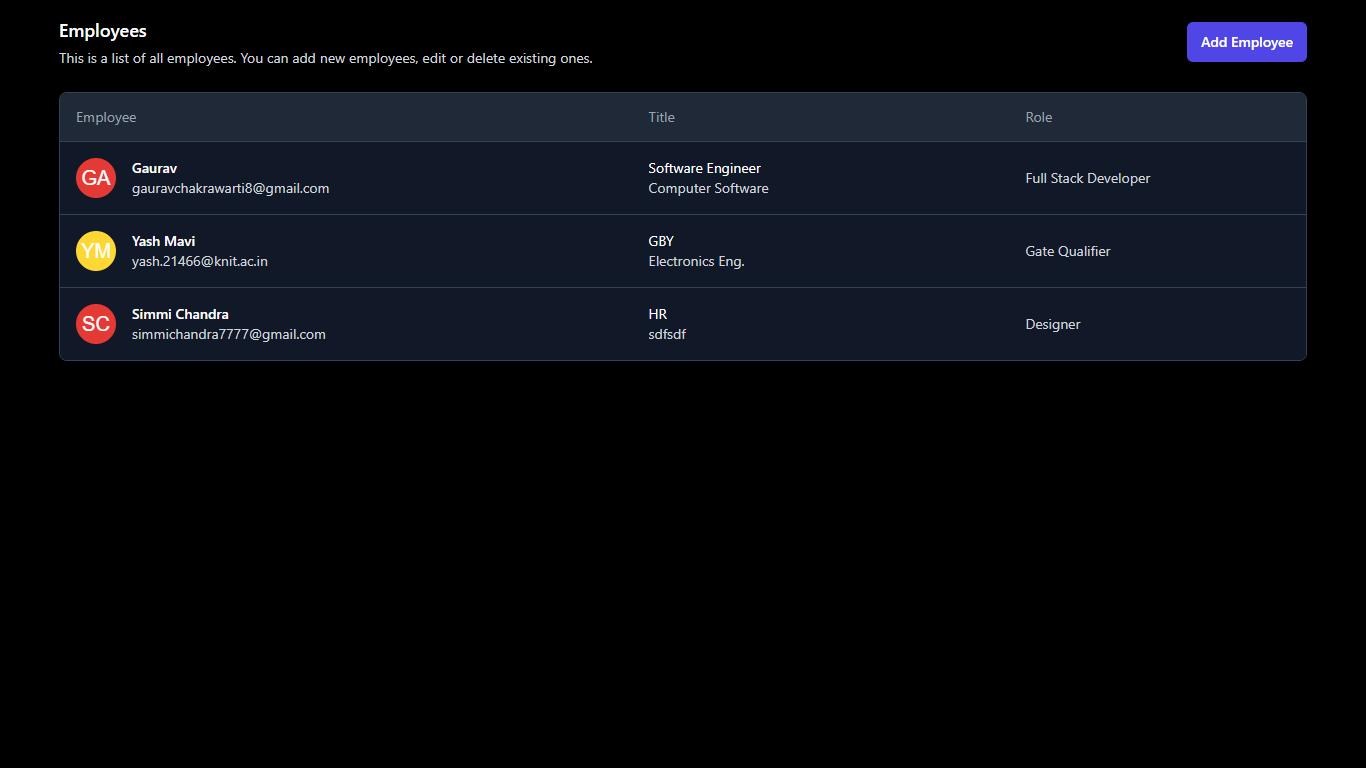 Employees
This is a list of all employees. You can add new employees, edit or delete existing ones.
Add Employee
Employee Title Role
GA
Gaurav
gauravchakrawarti8@gmail.com
Software Engineer
Computer Software
Full Stack Developer
YM
Yash Mavi
yash.21466@knit.ac.in
GBY
Electronics Eng.
Gate Qualifier
SC
Simmi Chandra
simmichandra7777@gmail.com
HR
sdfsdf
Designer